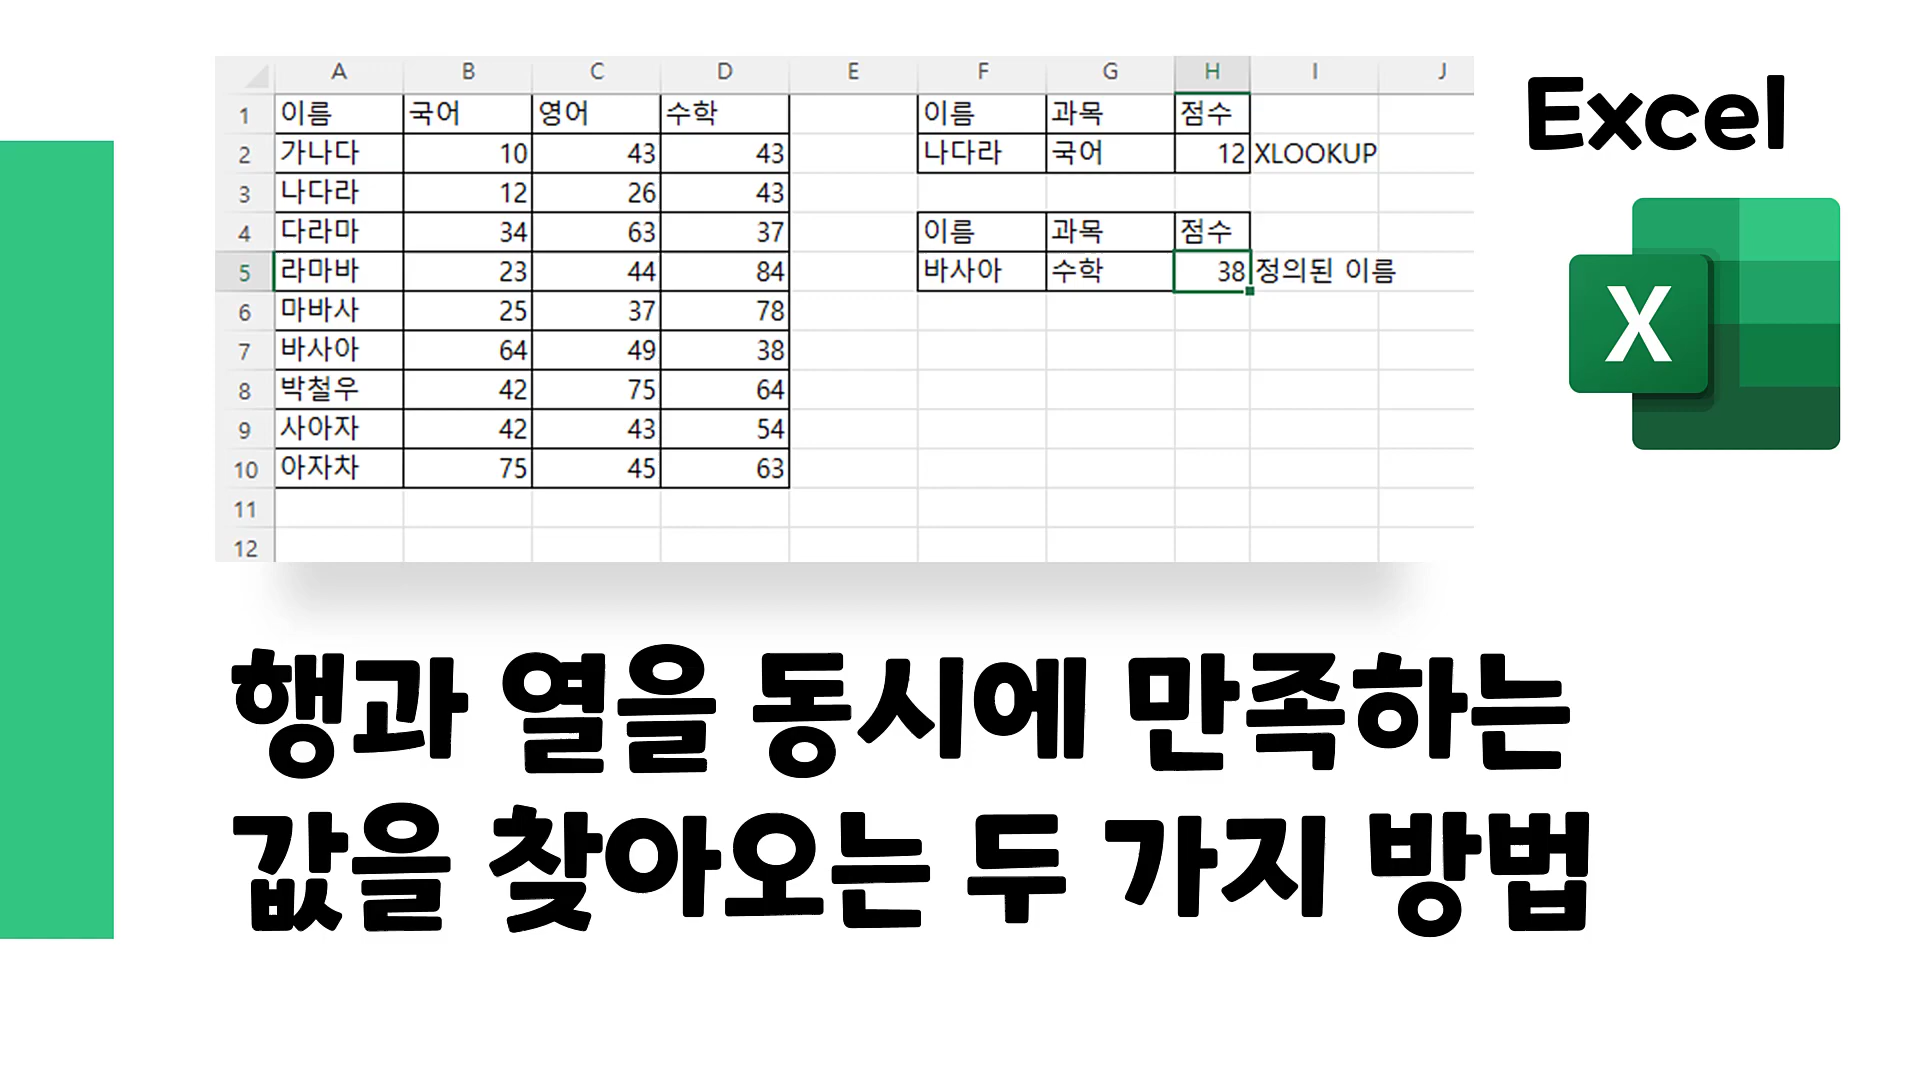 A B C D E F G H I J
1 이름 국어 영어 수학 이름 과목 점수
2 가나다 10 43 43 나다라 국어 12 XLOOKUP
3 나다라 12 26 43
4 다라마 34 63 37 이름 과목 점수
5 라마바 23 44 84 바사아 수학 38 정의된 이름
6 마바사 25 37 78
7 바사아 64 49 38
8 박철우 42 75 64
9 사아자 42 43 54
10 아자차 75 45 63
11
12
Excel
X
행과 열을 동시에 만족하는
값을 찾아오는 두 가지 방법